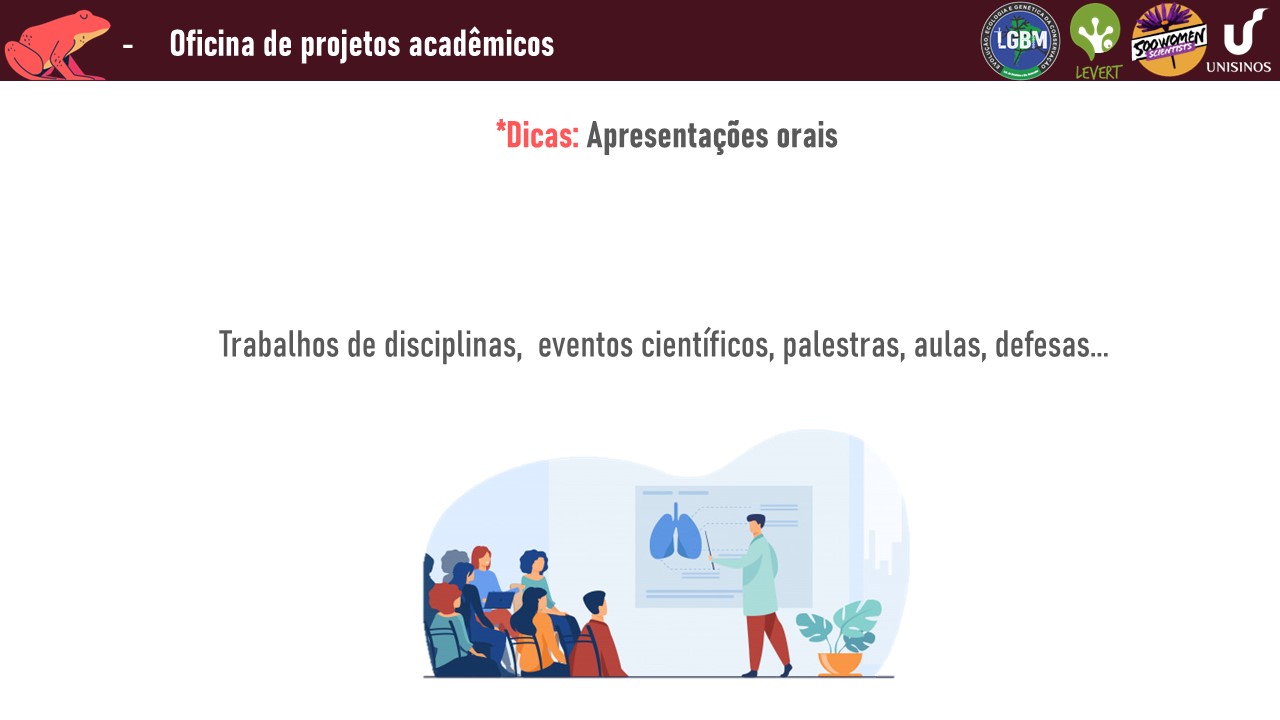 - Oficina de projetos acadêmicos
EVOLUÇÃO, ECOLOGIA E GENÉTICA DA CONSERVAÇÃO
LGBM
LEVERT
500 WOMEN
SCIENTISTS
UNISINOS
*Dicas: Apresentações orais
Trabalhos de disciplinas,  eventos científicos, palestras, aulas, defesas...